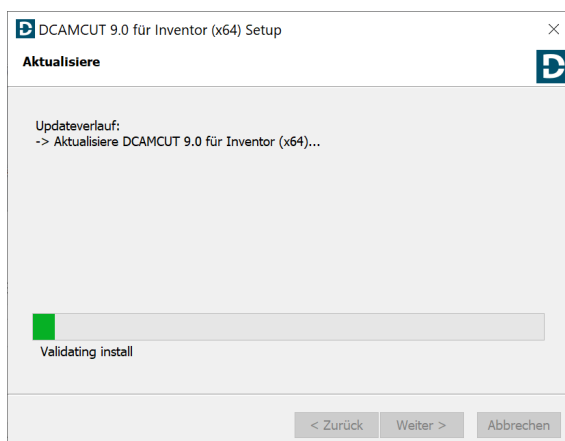 DCAMCUT 9.0 für Inventor (x64) Setup
Aktualisiere
Updateverlauf:
-> Aktualisiere DCAMCUT 9.0 für Inventor (x64)...
Validating install
< Zurück Weiter > Abbrechen